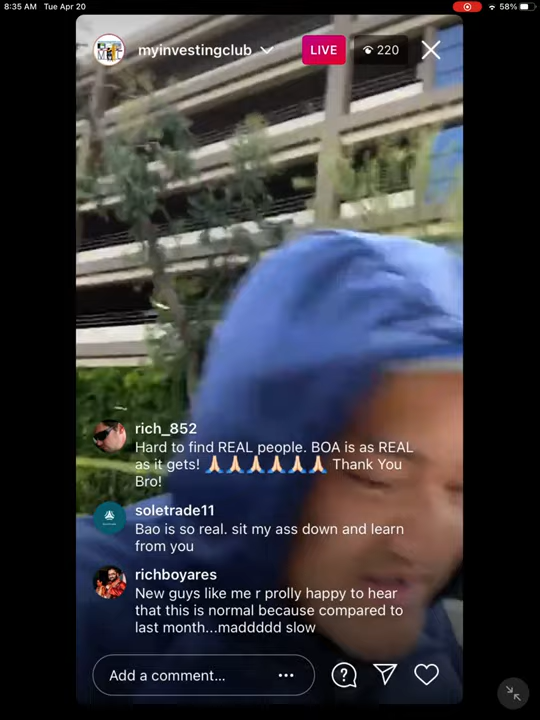 8:35 AM Tue Apr 20
58%
myinvestingclub
LIVE
220
rich_852
Hard to find REAL people. BOA is as REAL
as it gets! 🙏🏻🙏🏻🙏🏻🙏🏻🙏🏻🙏🏻 Thank You
Bro!
soletrade11
Bao is so real. sit my ass down and learn
from you
richboyares
New guys like me r prolly happy to hear
that this is normal because compared to
last month...maddddd slow
Add a comment...